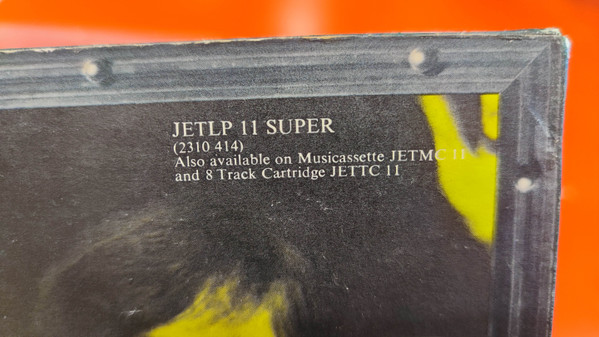 JETLP 11 SUPER
(2310 414)
Also available on Musicassette JETMC 11
and 8 Track Cartridge JETTC 11